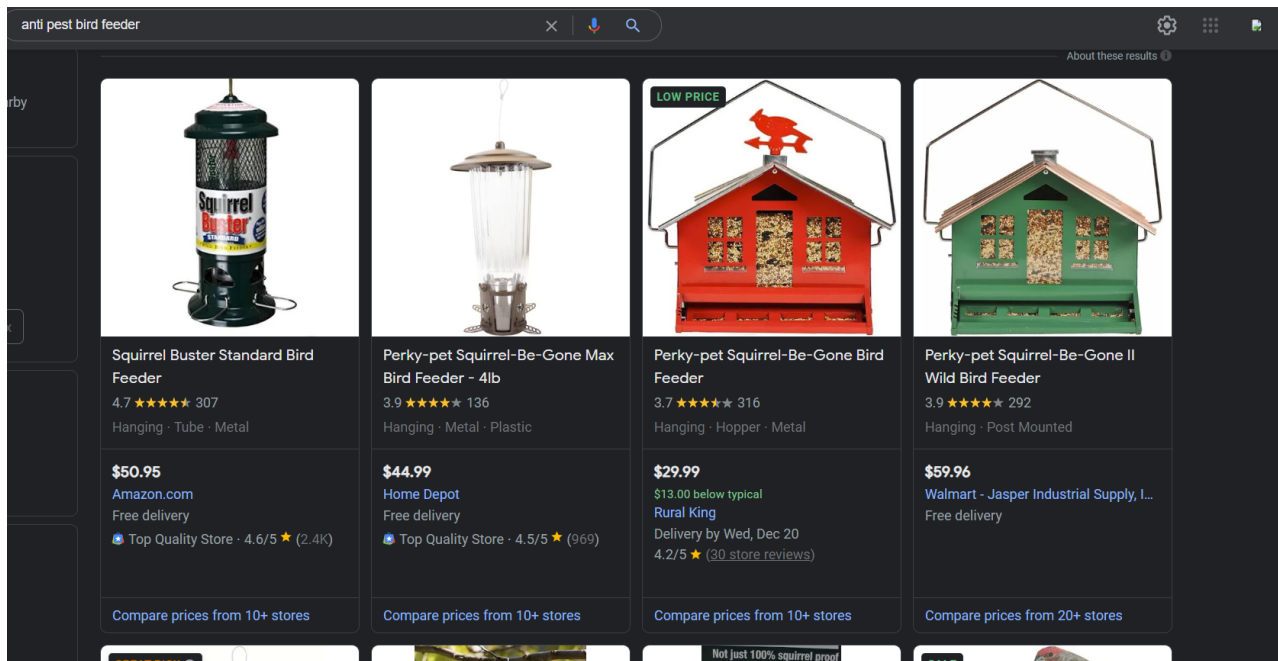 anti pest bird feeder
About these results
rby
LOW PRICE
Squirrel
Buster
STANDARD
Squirrel Buster Standard Bird
Feeder
4.7 ★★★★★ 307
Hanging · Tube · Metal
$50.95
Amazon.com
Free delivery
Top Quality Store · 4.6/5 ★ (2.4K)
Compare prices from 10+ stores
Perky-pet Squirrel-Be-Gone Max
Bird Feeder - 4lb
3.9 ★★★★★ 136
Hanging · Metal · Plastic
$44.99
Home Depot
Free delivery
Top Quality Store · 4.5/5 ★ (969)
Compare prices from 10+ stores
Perky-pet Squirrel-Be-Gone Bird
Feeder
3.7 ★★★★★ 316
Hanging · Hopper · Metal
$29.99
$13.00 below typical
Rural King
Delivery by Wed, Dec 20
4.2/5 ★ (30 store reviews)
Compare prices from 10+ stores
Perky-pet Squirrel-Be-Gone II
Wild Bird Feeder
3.9 ★★★★★ 292
Hanging · Post Mounted
$59.96
Walmart - Jasper Industrial Supply, I...
Free delivery
Compare prices from 20+ stores
Not just 100% squirrel proof